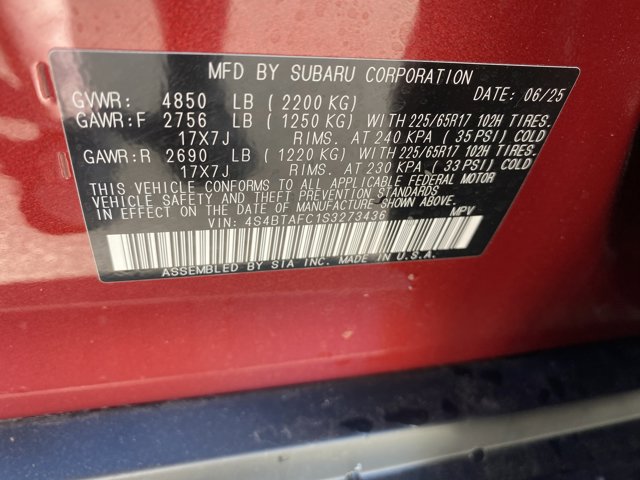 MFD BY SUBARU CORPORATION DATE: 06/25
GVWR: 4850 LB (2200 KG)
GAWR:F 2756 LB (1250 KG) WITH 225/65R17 102H TIRES.
17X7J RIMS. AT 240 KPA (35 PSI) COLD
GAWR:R 2690 LB (1220 KG) WITH 225/65R17 102H TIRES.
17X7J RIMS. AT 230 KPA (33 PSI) COLD
THIS VEHICLE CONFORMS TO ALL APPLICABLE FEDERAL MOTOR
VEHICLE SAFETY AND THEFT PREVENTION STANDARDS
IN EFFECT ON THE DATE OF MANUFACTURE SHOWN ABOVE.
VIN: 4S4BTAFC1S3273436 MPV
ASSEMBLED BY SIA INC. MADE IN U.S.A.